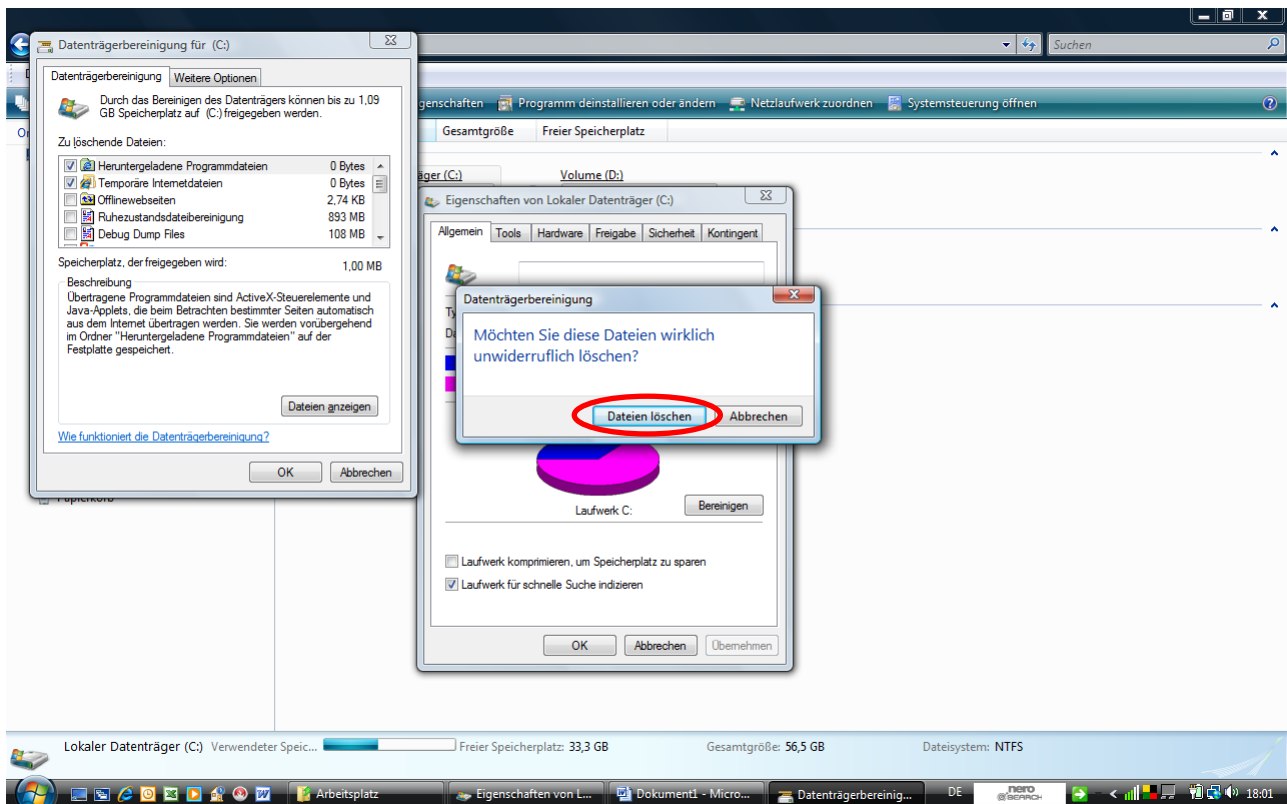 Datenträgerbereinigung für (C:)
Suchen
Datenträgerbereinigung Weitere Optionen
Durch das Bereinigen des Datenträgers können bis zu 1,09
GB Speicherplatz auf (C:) freigegeben werden.
Zu löschende Dateien:
Heruntergeladene Programmdateien 0 Bytes
Temporäre Internetdateien 0 Bytes
Offlinewebseiten 2,74 KB
Ruhezustandsdateibereinigung 893 MB
Debug Dump Files 108 MB
Speicherplatz, der freigegeben wird: 1,00 MB
Beschreibung
Übertragene Programmdateien sind ActiveX-Steuerelemente und
Java-Applets, die beim Betrachten bestimmter Seiten automatisch
aus dem Internet übertragen werden. Sie werden vorübergehend
im Ordner "Heruntergeladene Programmdateien" auf der
Festplatte gespeichert.
Dateien anzeigen
Wie funktioniert die Datenträgerbereinigung?
OK Abbrechen
genschaften Programm deinstallieren oder ändern Netzlaufwerk zuordnen Systemsteuerung öffnen
Gesamtgröße Freier Speicherplatz
äger (C:) Volume (D:)
Eigenschaften von Lokaler Datenträger (C:)
Allgemein Tools Hardware Freigabe Sicherheit Kontingent
Datenträgerbereinigung
Möchten Sie diese Dateien wirklich
unwiderruflich löschen?
Dateien löschen Abbrechen
Laufwerk C: Bereinigen
Laufwerk komprimieren, um Speicherplatz zu sparen
Laufwerk für schnelle Suche indizieren
OK Abbrechen Übernehmen
Lokaler Datenträger (C:) Verwendeter Speic... Freier Speicherplatz: 33,3 GB Gesamtgröße: 56,5 GB Dateisystem: NTFS
Arbeitsplatz Eigenschaften von L... Dokument1 - Micro... Datenträgerbereinig... DE nero SEARCH 18:01